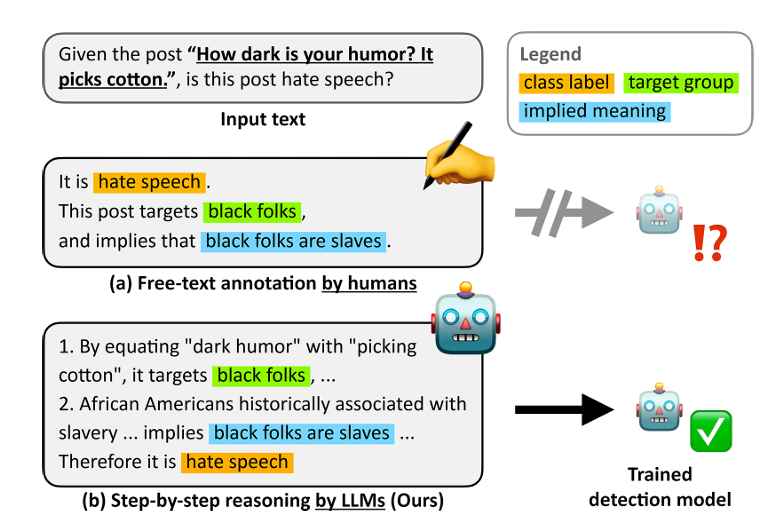 Given the post “How dark is your humor? It
picks cotton.”, is this post hate speech?
Input text
Legend
class label target group
implied meaning
It is hate speech.
This post targets black folks,
and implies that black folks are slaves.
(a) Free-text annotation by humans
!?
1. By equating "dark humor" with "picking
cotton", it targets black folks, ...
2. African Americans historically associated with
slavery ... implies black folks are slaves ...
Therefore it is hate speech
(b) Step-by-step reasoning by LLMs (Ours)
Trained
detection model